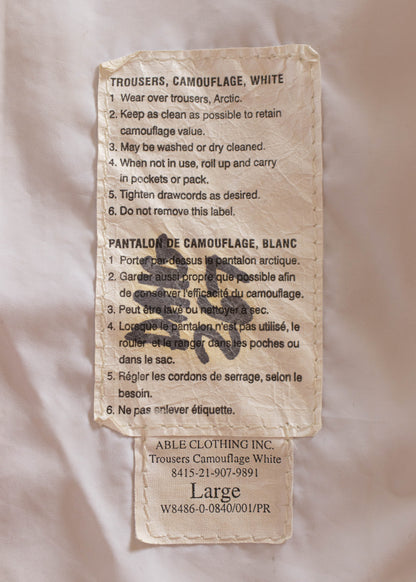 TROUSERS, CAMOUFLAGE, WHITE
1 Wear over trousers, Arctic.
2. Keep as clean as possible to retain
camouflage value.
3. May be washed or dry cleaned.
4. When not in use, roll up and carry
in pockets or pack.
5. Tighten drawcords as desired.
6. Do not remove this label.
PANTALON DE CAMOUFLAGE, BLANC
1 Porter par-dessus le pantalon arctique.
2. Garder aussi propre que possible afin
de conserver l'efficacité du camouflage.
3. Peut être lavé ou nettoyer à sec.
4. Lorsque le pantalon n'est pas utilisé, le
rouler et le ranger dans les poches ou
dans le sac.
5. Régler les cordons de serrage, selon le
besoin.
6. Ne pas enlever étiquette.
ABLE CLOTHING INC.
Trousers Camouflage White
8415-21-907-9891
Large
W8486-0-0840/001/PR